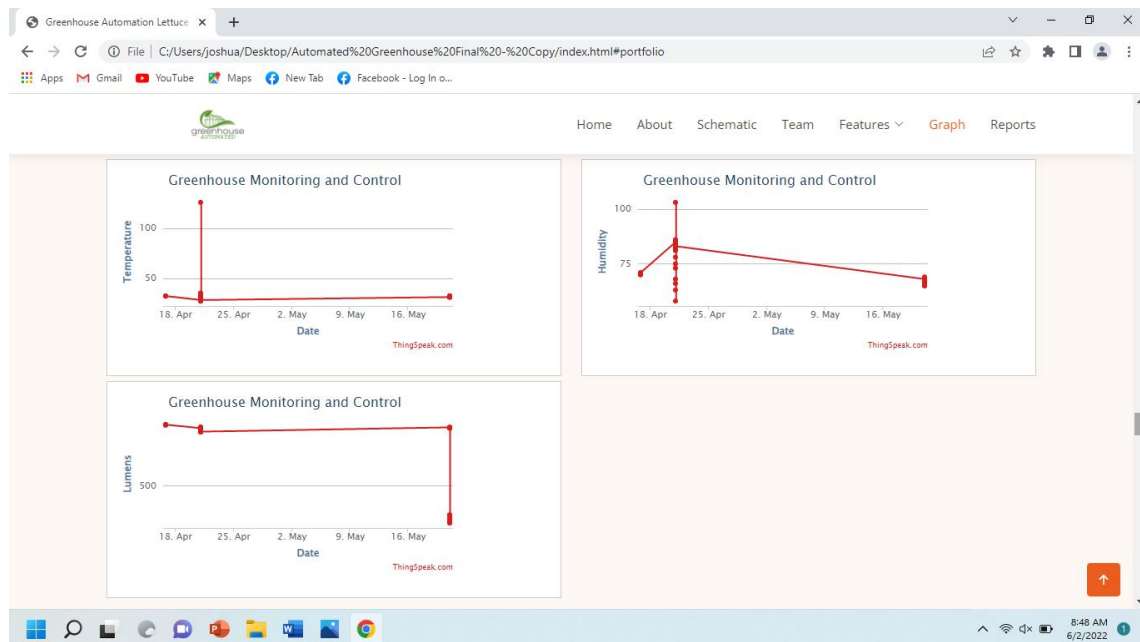 Greenhouse Automation Lettuce
File | C:/Users/joshua/Desktop/Automated%20Greenhouse%20Final%20-%20Copy/index.html#portfolio
Apps Gmail YouTube Maps New Tab Facebook - Log In o...
greenhouse
AUTOMATED
Home About Schematic Team Features Graph Reports
Greenhouse Monitoring and Control
Temperature
100
50
18. Apr 25. Apr 2. May 9. May 16. May
Date
ThingSpeak.com
Greenhouse Monitoring and Control
Humidity
100
75
18. Apr 25. Apr 2. May 9. May 16. May
Date
ThingSpeak.com
Greenhouse Monitoring and Control
Lumens
500
18. Apr 25. Apr 2. May 9. May 16. May
Date
ThingSpeak.com
8:48 AM
6/2/2022
1